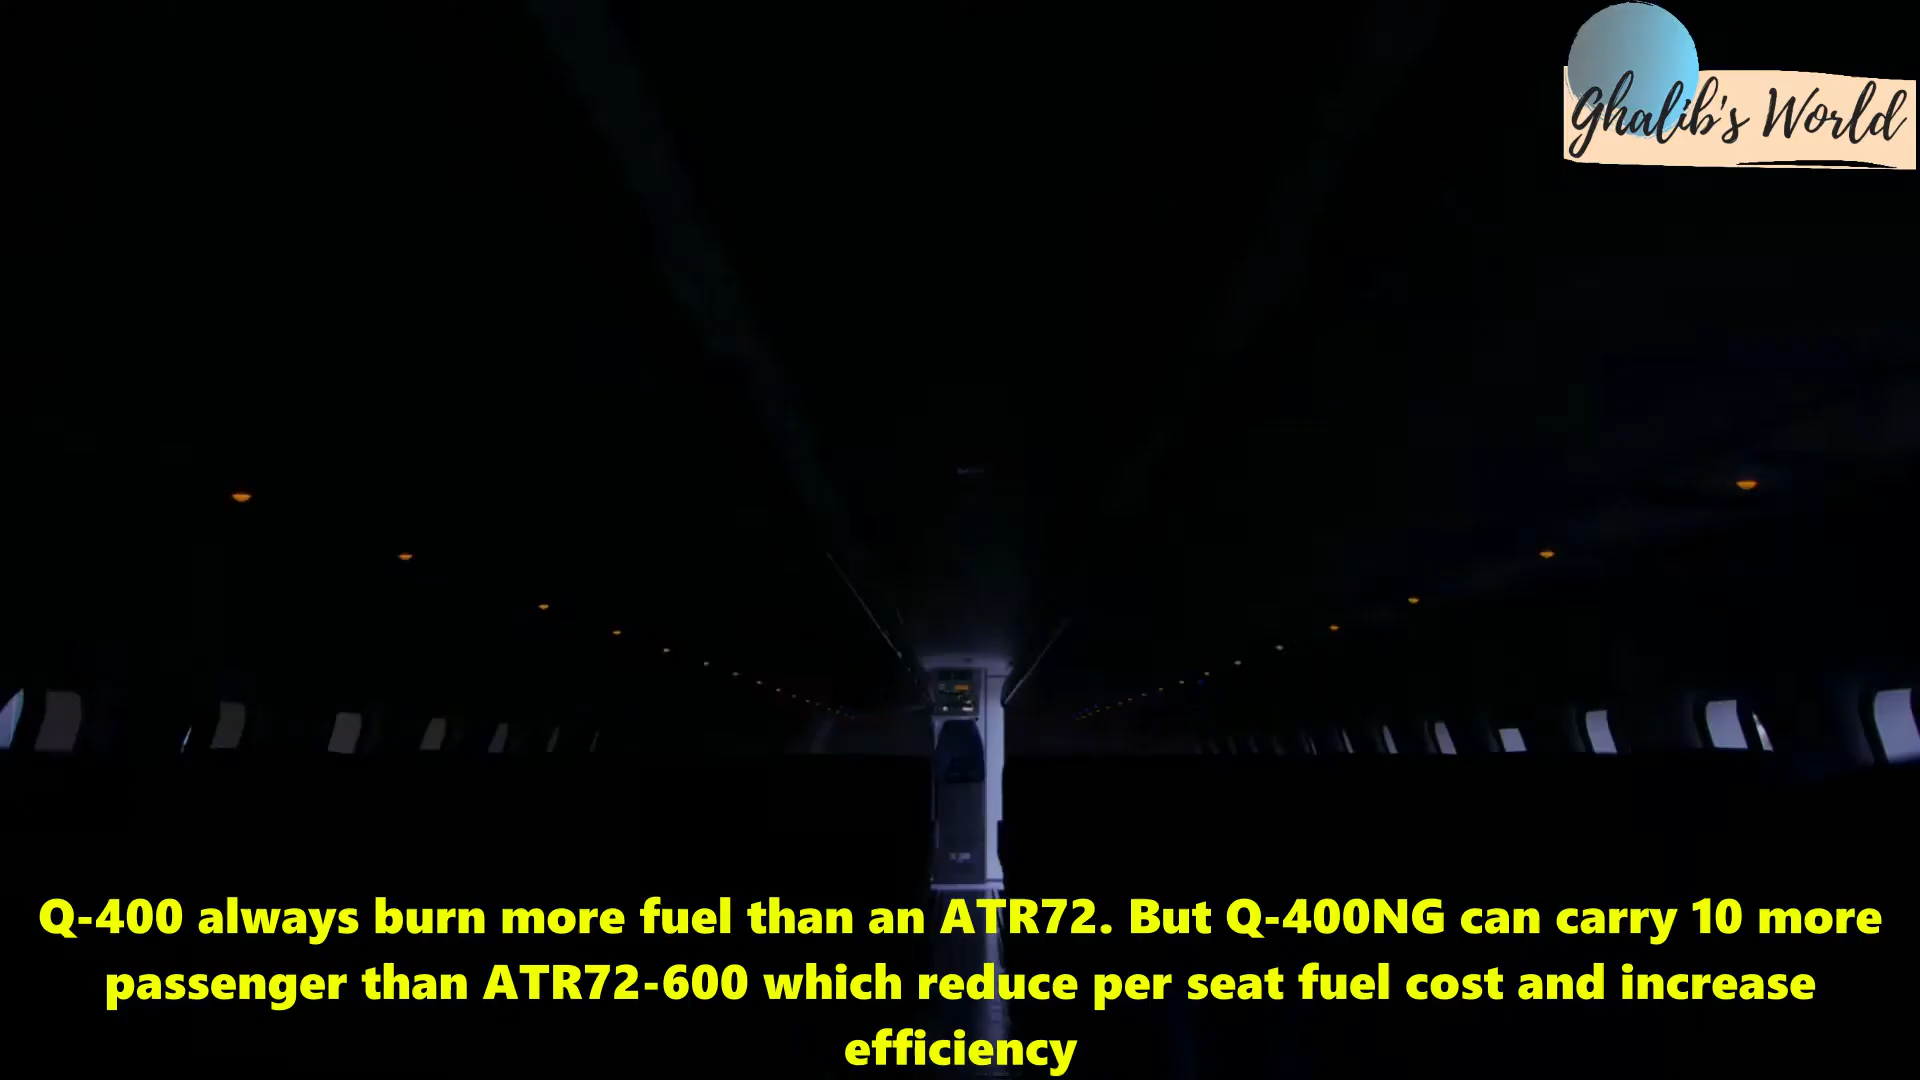 Ghalib's World
Q-400 always burn more fuel than an ATR72. But Q-400NG can carry 10 more
passenger than ATR72-600 which reduce per seat fuel cost and increase
efficiency